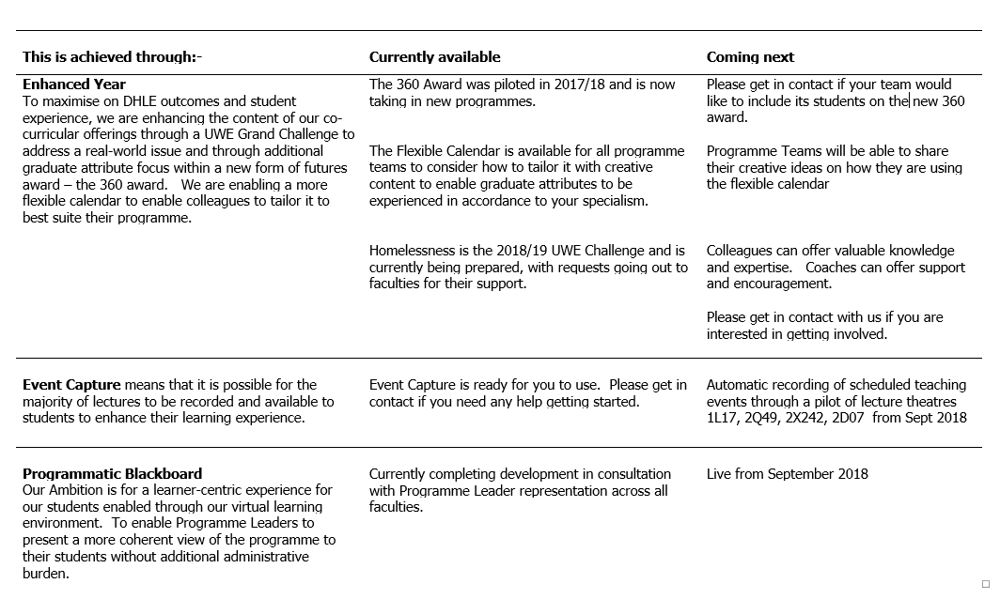 This is achieved through:-
Currently available
Coming next
Enhanced Year
To maximise on DHLE outcomes and student
experience, we are enhancing the content of our co-
curricular offerings through a UWE Grand Challenge to
address a real-world issue and through additional
graduate attribute focus within a new form of futures
award – the 360 award.   We are enabling a more
flexible calendar to enable colleagues to tailor it to
best suite their programme.
The 360 Award was piloted in 2017/18 and is now
taking in new programmes.
The Flexible Calendar is available for all programme
teams to consider how to tailor it with creative
content to enable graduate attributes to be
experienced in accordance to your specialism.
Homelessness is the 2018/19 UWE Challenge and is
currently being prepared, with requests going out to
faculties for their support.
Please get in contact if your team would
like to include its students on the new 360
award.
Programme Teams will be able to share
their creative ideas on how they are using
the flexible calendar
Colleagues can offer valuable knowledge
and expertise.   Coaches can offer support
and encouragement.
Please get in contact with us if you are
interested in getting involved.
Event Capture means that it is possible for the
majority of lectures to be recorded and available to
students to enhance their learning experience.
Event Capture is ready for you to use.  Please get in
contact if you need any help getting started.
Automatic recording of scheduled teaching
events through a pilot of lecture theatres
1L17, 2Q49, 2X242, 2D07  from Sept 2018
Programmatic Blackboard
Our Ambition is for a learner-centric experience for
our students enabled through our virtual learning
environment.  To enable Programme Leaders to
present a more coherent view of the programme to
their students without additional administrative
burden.
Currently completing development in consultation
with Programme Leader representation across all
faculties.
Live from September 2018